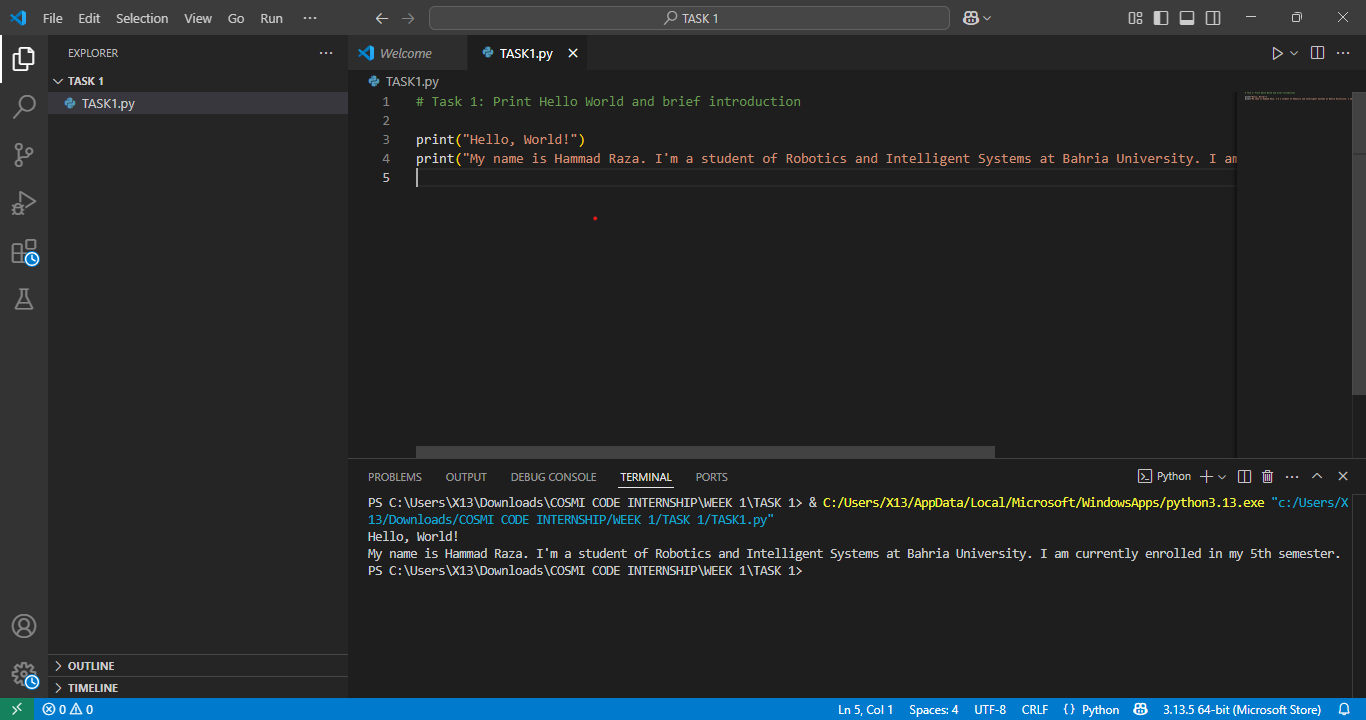 File Edit Selection View Go Run ...
TASK 1
EXPLORER ...
TASK 1
TASK1.py
OUTLINE
TIMELINE
Welcome
TASK1.py
TASK1.py
1 # Task 1: Print Hello World and brief introduction
2
3 print("Hello, World!")
4 print("My name is Hammad Raza. I'm a student of Robotics and Intelligent Systems at Bahria University. I am
5
PROBLEMS OUTPUT DEBUG CONSOLE TERMINAL PORTS
Python
PS C:\Users\X13\Downloads\COSMI CODE INTERNSHIP\WEEK 1\TASK 1> & C:/Users/X13/AppData/Local/Microsoft/WindowsApps/python3.13.exe "c:/Users/X
13/Downloads/COSMI CODE INTERNSHIP/WEEK 1/TASK 1/TASK1.py"
Hello, World!
My name is Hammad Raza. I'm a student of Robotics and Intelligent Systems at Bahria University. I am currently enrolled in my 5th semester.
PS C:\Users\X13\Downloads\COSMI CODE INTERNSHIP\WEEK 1\TASK 1>
0 0 Ln 5, Col 1 Spaces: 4 UTF-8 CRLF {} Python 3.13.5 64-bit (Microsoft Store)